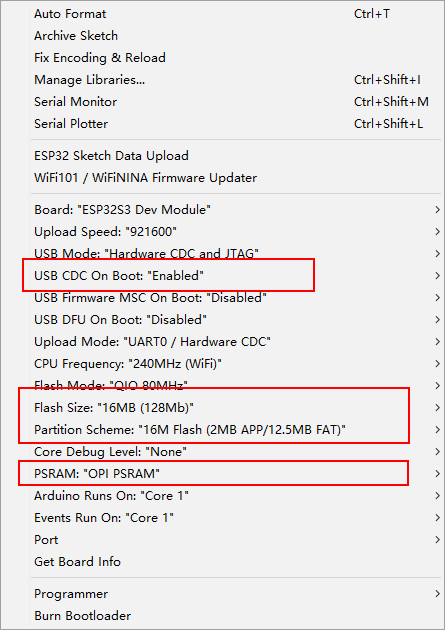 Auto Format Ctrl+T
Archive Sketch
Fix Encoding & Reload
Manage Libraries... Ctrl+Shift+I
Serial Monitor Ctrl+Shift+M
Serial Plotter Ctrl+Shift+L
ESP32 Sketch Data Upload
WiFi101 / WiFiNINA Firmware Updater
Board: "ESP32S3 Dev Module"
Upload Speed: "921600"
USB Mode: "Hardware CDC and JTAG"
USB CDC On Boot: "Enabled"
USB Firmware MSC On Boot: "Disabled"
USB DFU On Boot: "Disabled"
Upload Mode: "UART0 / Hardware CDC"
CPU Frequency: "240MHz (WiFi)"
Flash Mode: "QIO 80MHz"
Flash Size: "16MB (128Mb)"
Partition Scheme: "16M Flash (2MB APP/12.5MB FAT)"
Core Debug Level: "None"
PSRAM: "OPI PSRAM"
Arduino Runs On: "Core 1"
Events Run On: "Core 1"
Port
Get Board Info
Programmer
Burn Bootloader